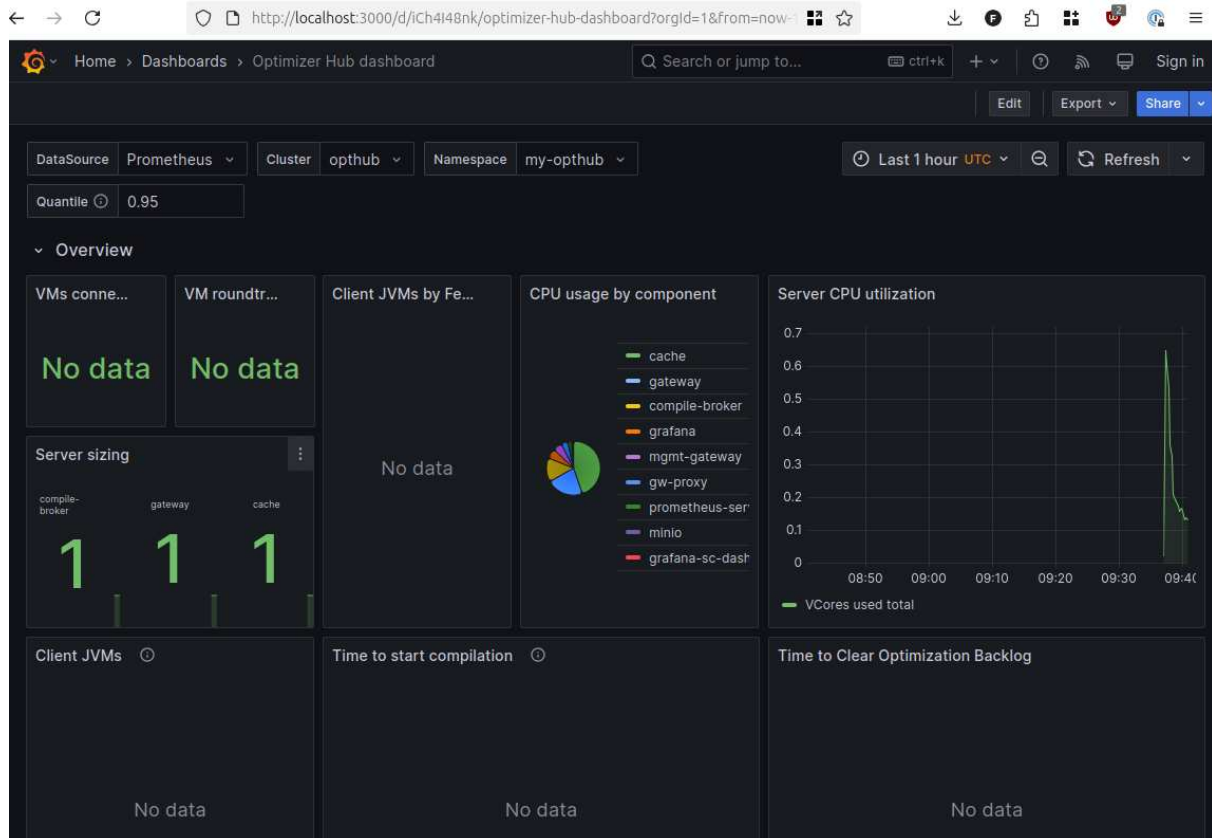 http://localhost:3000/d/iCh4I48nk/optimizer-hub-dashboard?orgId=1&from=now-
2
Home › Dashboards › Optimizer Hub dashboard
Search or jump to...
ctrl+k
Sign in
Edit
Export
Share
DataSource Prometheus
Cluster opthub
Namespace my-opthub
Last 1 hour UTC
Refresh
Quantile 0.95
Overview
VMs conne...
No data
VM roundtr...
No data
Client JVMs by Fe...
No data
CPU usage by component
cache
gateway
compile-broker
grafana
mgmt-gateway
gw-proxy
prometheus-ser
minio
grafana-sc-dash
Server CPU utilization
0.7
0.6
0.5
0.4
0.3
0.2
0.1
0
08:50 09:00 09:10 09:20 09:30 09:40
VCores used total
Server sizing
compile-
broker
1
gateway
1
cache
1
Client JVMs
No data
Time to start compilation
No data
Time to Clear Optimization Backlog
No data